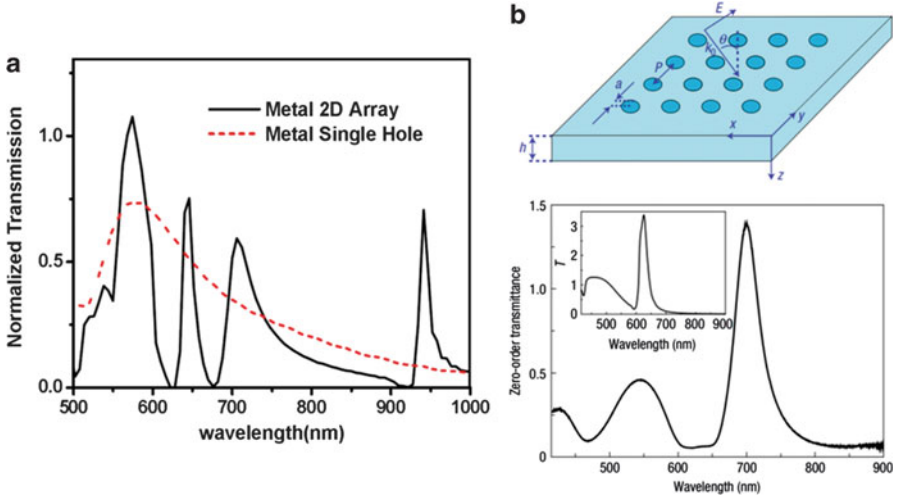 a
Normalized Transmission
1.0
0.5
0.0
Metal 2D Array
Metal Single Hole
500 600 700 800 900 1000
wavelength(nm)
b
E
θ
k₀
P
a
h
x
y
z
Zero-order transmittance
1.5
1.0
0.5
0
T
3
2
1
0
500 600 700 800 900
Wavelength (nm)
500 600 700 800 900
Wavelength (nm)